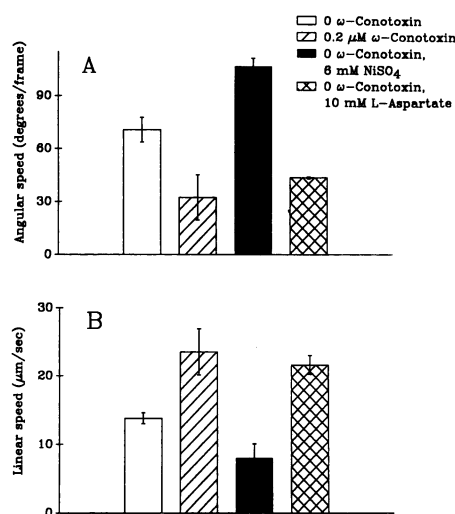 0 ω-Conotoxin
0.2 μM ω-Conotoxin
0 ω-Conotoxin,
6 mM NiSO₄
0 ω-Conotoxin,
10 mM L-Aspartate
A
Angular speed (degrees/frame)
90
60
30
0
B
Linear speed (μm/sec)
30
20
10
0